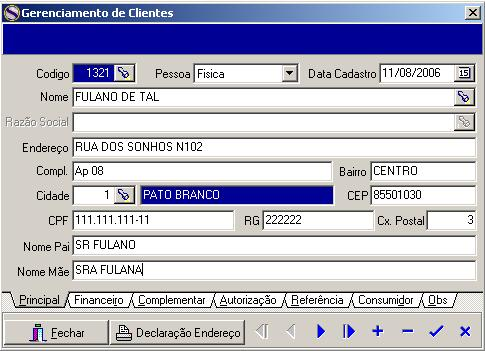 Gerenciamento de Clientes
Codigo 1321 Pessoa Fisica Data Cadastro 11/08/2006 15
Nome FULANO DE TAL
Razão Social
Endereço RUA DOS SONHOS N102
Compl. Ap 08 Bairro CENTRO
Cidade 1 PATO BRANCO CEP 85501030
CPF 111.111.111-11 RG 222222 Cx. Postal 3
Nome Pai SR FULANO
Nome Mãe SRA FULANA
Principal Financeiro Complementar Autorização Referência Consumidor Obs
Fechar Declaração Endereço